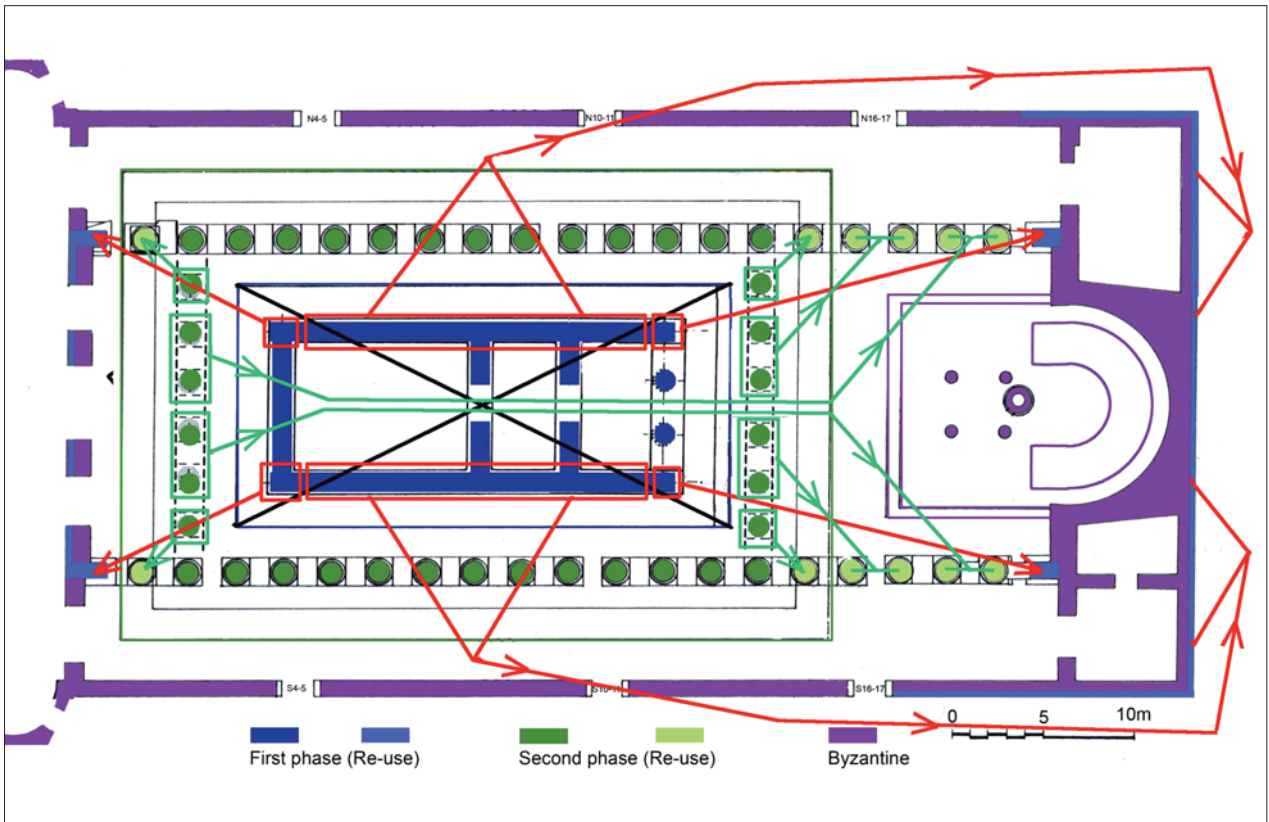 N4-5
N10-11
N16-17
S4-5
S10-11
S16-17
0 5 10m
First phase (Re-use)
Second phase (Re-use)
Byzantine